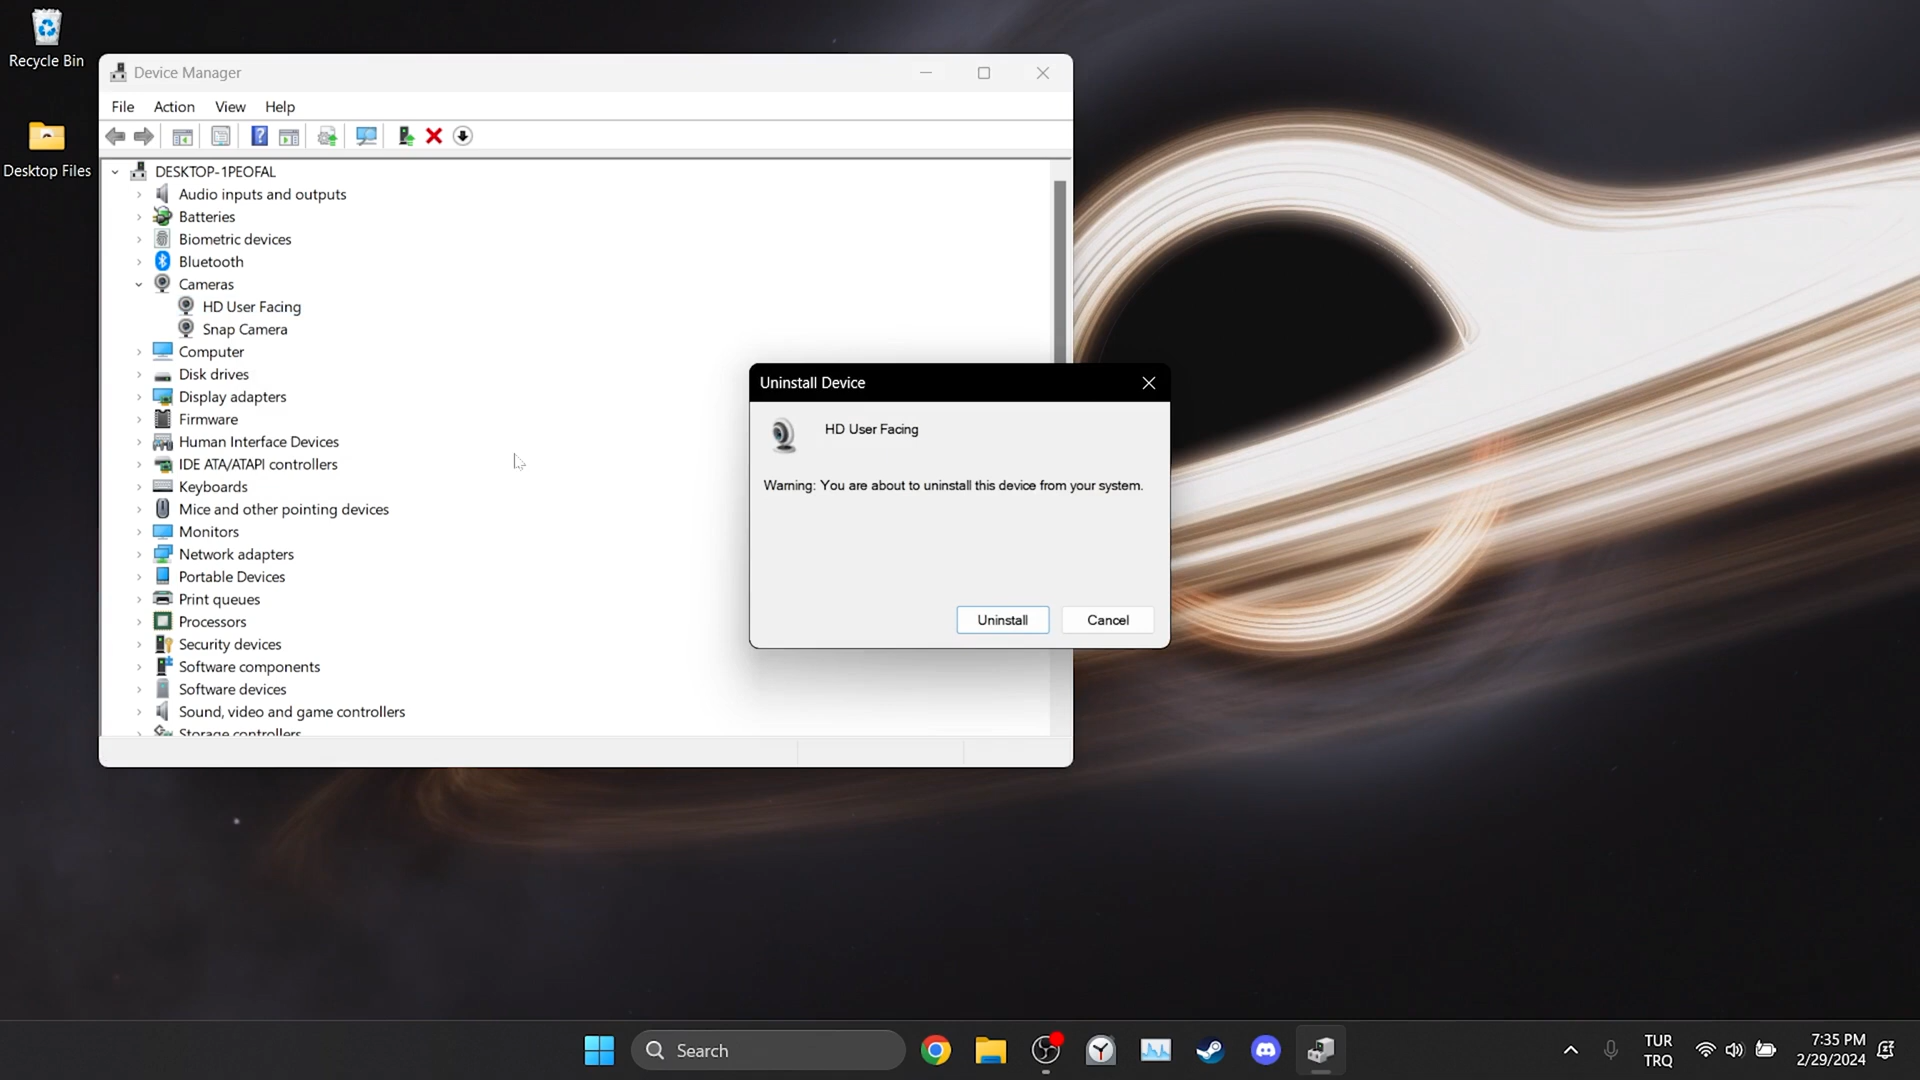 Recycle Bin
Desktop Files
Device Manager
File Action View Help
DESKTOP-1PEOFAL
Audio inputs and outputs
Batteries
Biometric devices
Bluetooth
Cameras
HD User Facing
Snap Camera
Computer
Disk drives
Display adapters
Firmware
Human Interface Devices
IDE ATA/ATAPI controllers
Keyboards
Mice and other pointing devices
Monitors
Network adapters
Portable Devices
Print queues
Processors
Security devices
Software components
Software devices
Sound, video and game controllers
Storage controllers
Uninstall Device
HD User Facing
Warning: You are about to uninstall this device from your system.
Uninstall Cancel
Search
TUR
TRQ
7:35 PM
2/29/2024